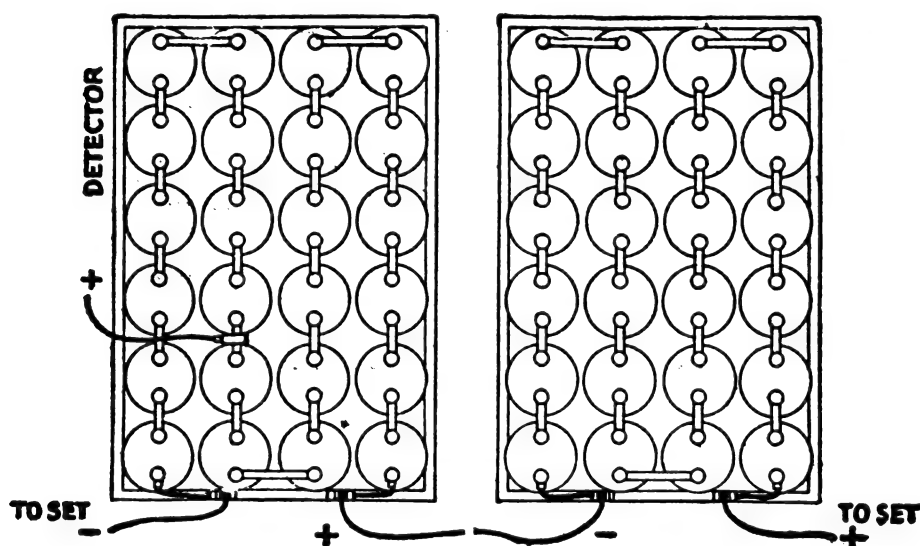 DETECTOR
+
TO SET
-
+
-
TO SET
+